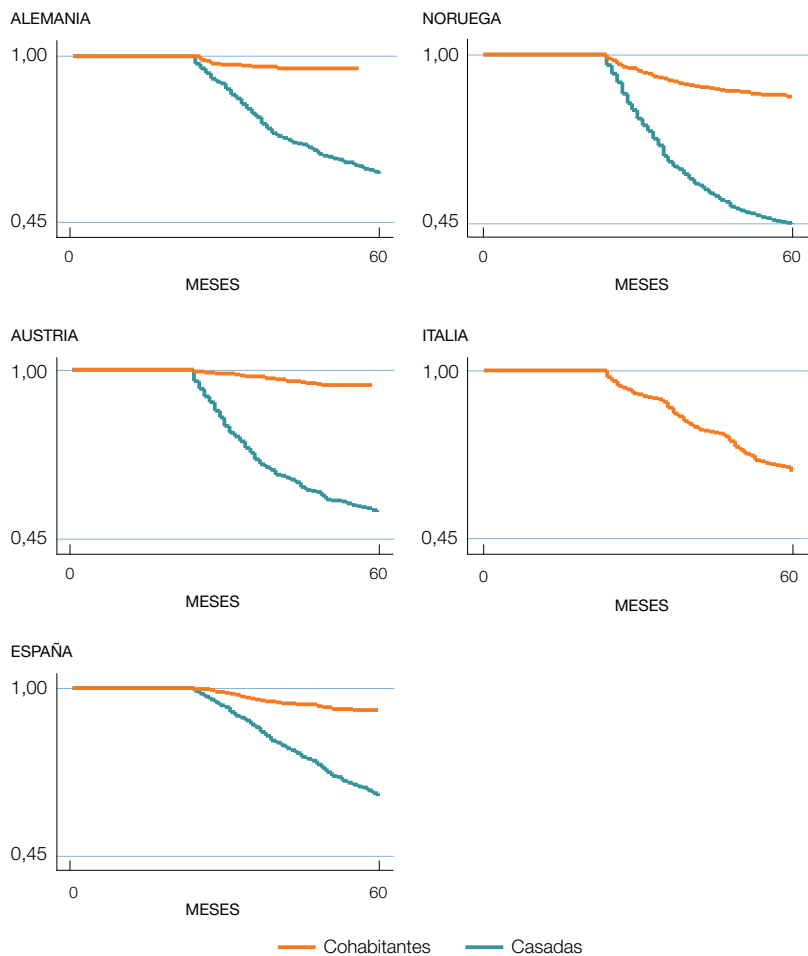 ALEMANIA
1,00
0,45
0
60
MESES
NORUEGA
1,00
0,45
0
60
MESES
AUSTRIA
1,00
0,45
0
60
MESES
ITALIA
1,00
0,45
0
60
MESES
ESPAÑA
1,00
0,45
0
60
MESES
Cohabitantes
Casadas